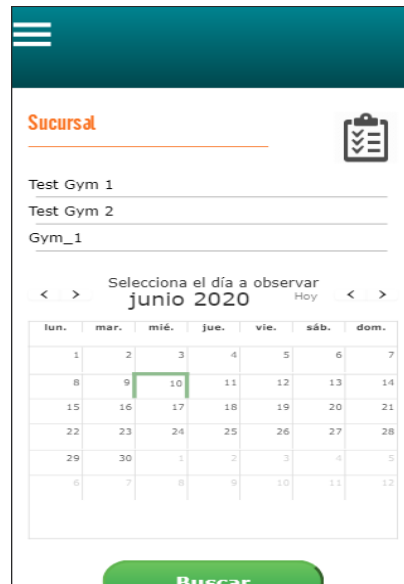 Sucursal
Test Gym 1
Test Gym 2
Gym_1
Selecciona el día a observar
< > junio 2020 Hoy < >
lun. mar. mié. jue. vie. sáb. dom.
1 2 3 4 5 6 7
8 9 10 11 12 13 14
15 16 17 18 19 20 21
22 23 24 25 26 27 28
29 30 1 2 3 4 5
6 7 8 9 10 11 12
Buscar